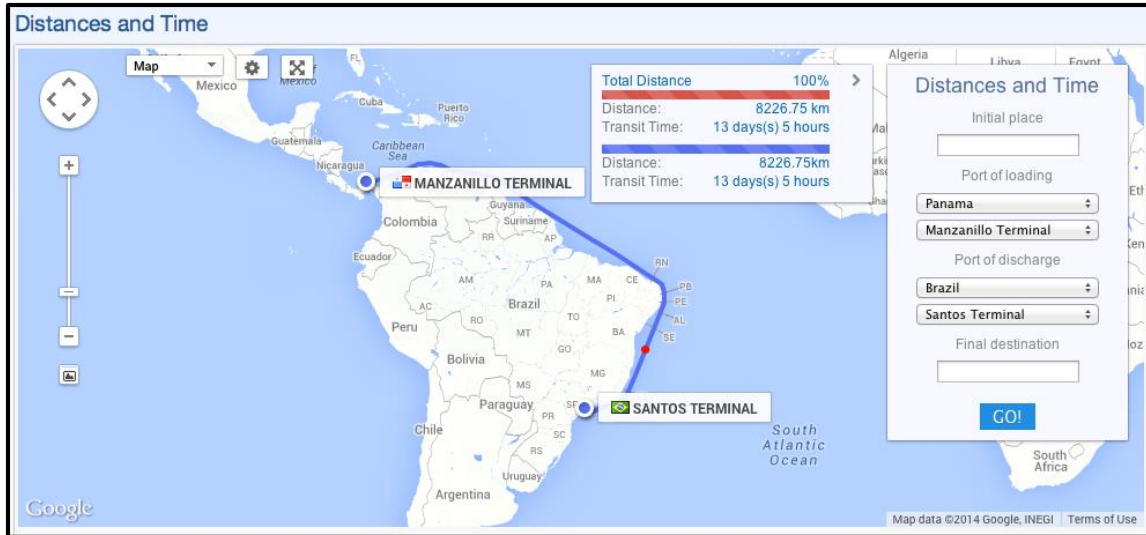 Distances and Time
Map
FL
Mexico
Mexico
Cuba
Puerto
Rico
Guatemala
Caribbean
Sea
Nicaragua
MANZANILLO TERMINAL
Guyana
Suriname
Colombia
RR
AP
Ecuador
AM
PA
MA
CE
RN
PB
PE
AL
SE
PI
AC
Brazil
TO
RO
Peru
MT
BA
GO
Bolivia
MG
MS
Paraguay
SP
SANTOS TERMINAL
PR
Chile
SC
RS
Uruguay
Argentina
South
Atlantic
Ocean
Total Distance 100%
Distance: 8226.75 km
Transit Time: 13 days(s) 5 hours
Distance: 8226.75km
Transit Time: 13 days(s) 5 hours
Algeria
Libya
Egypt
Distances and Time
Initial place
Port of loading
Panama
Manzanillo Terminal
Port of discharge
Brazil
Santos Terminal
Final destination
GO!
South
Africa
Google
Map data ©2014 Google, INEGI
Terms of Use